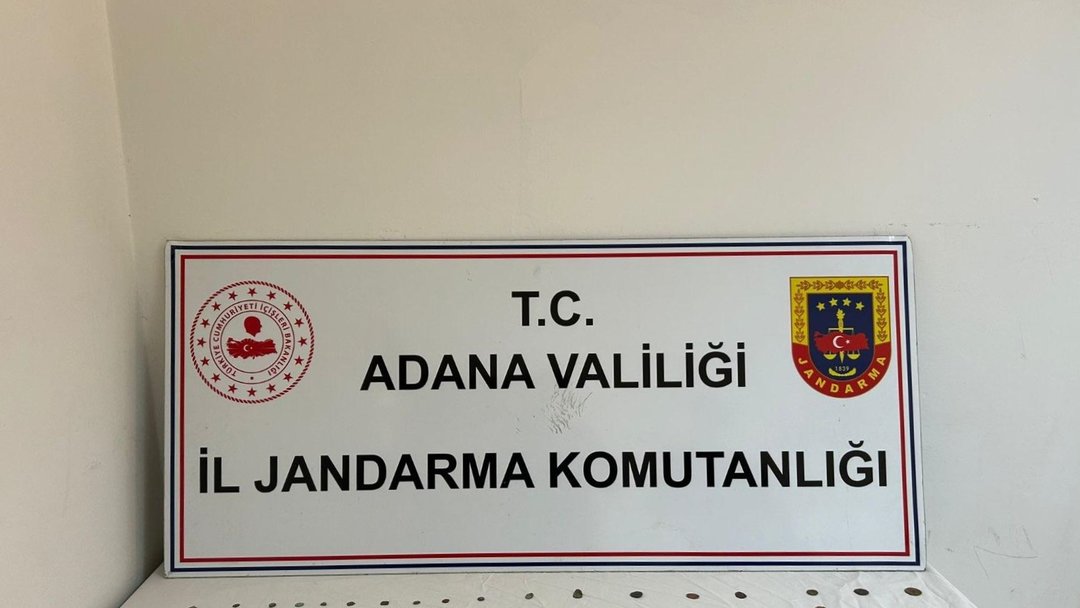 T.C.
ADANA VALİLİĞİ
İL JANDARMA KOMUTANLIĞI
TÜRKİYE CUMHURİYETİ İÇİŞLERİ BAKANLIĞI
1839
JANDARMA